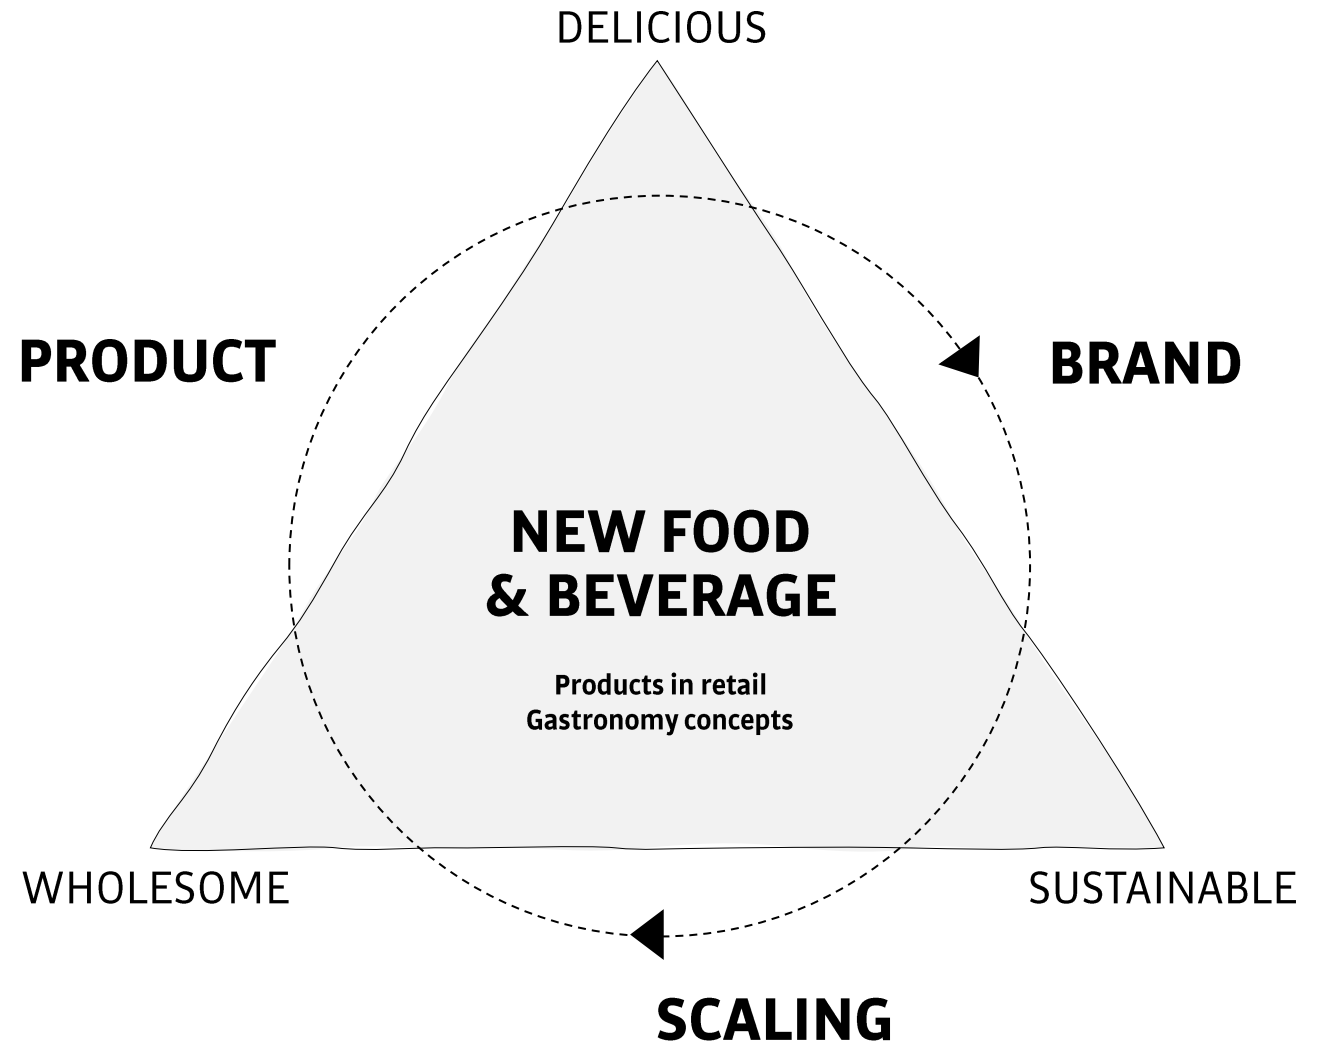 DELICIOUS
PRODUCT
BRAND
NEW FOOD
& BEVERAGE
Products in retail
Gastronomy concepts
WHOLESOME
SUSTAINABLE
SCALING